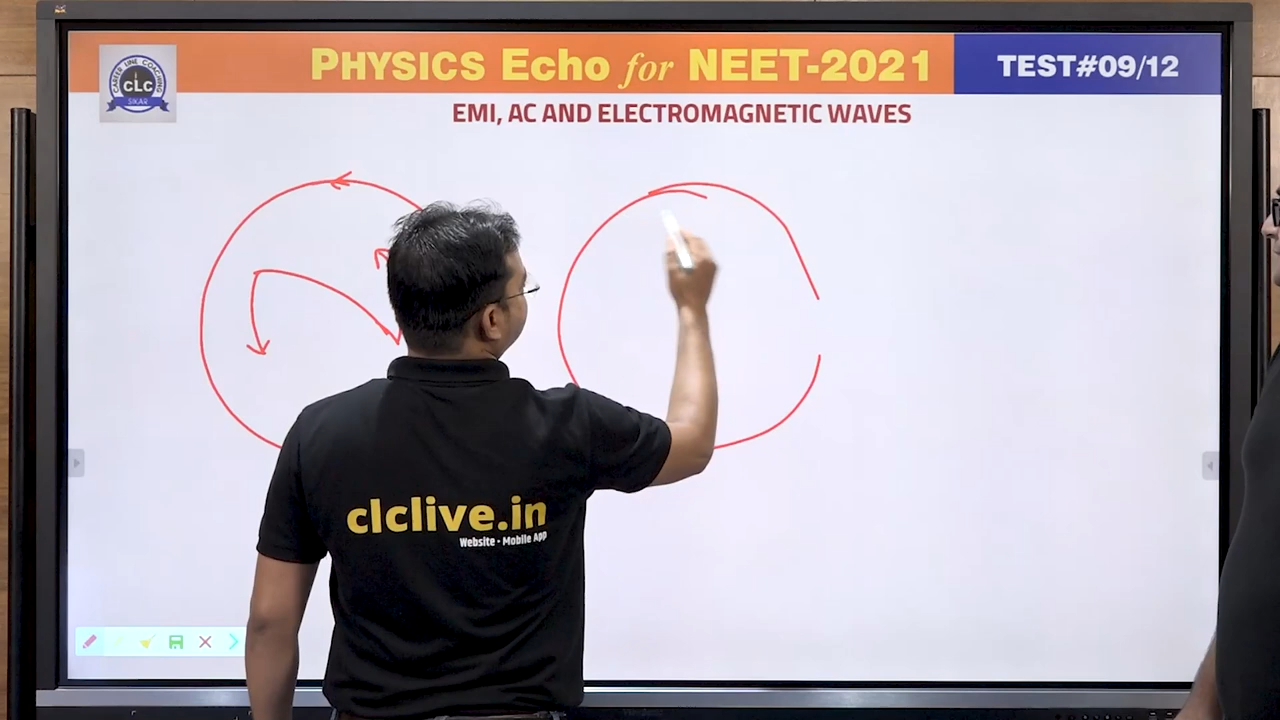 PHYSICS Echo for NEET-2021
TEST#09/12
CAREER LINE COACHING
CLC
SIKAR
EMI, AC AND ELECTROMAGNETIC WAVES
clclive.in
Website • Mobile App